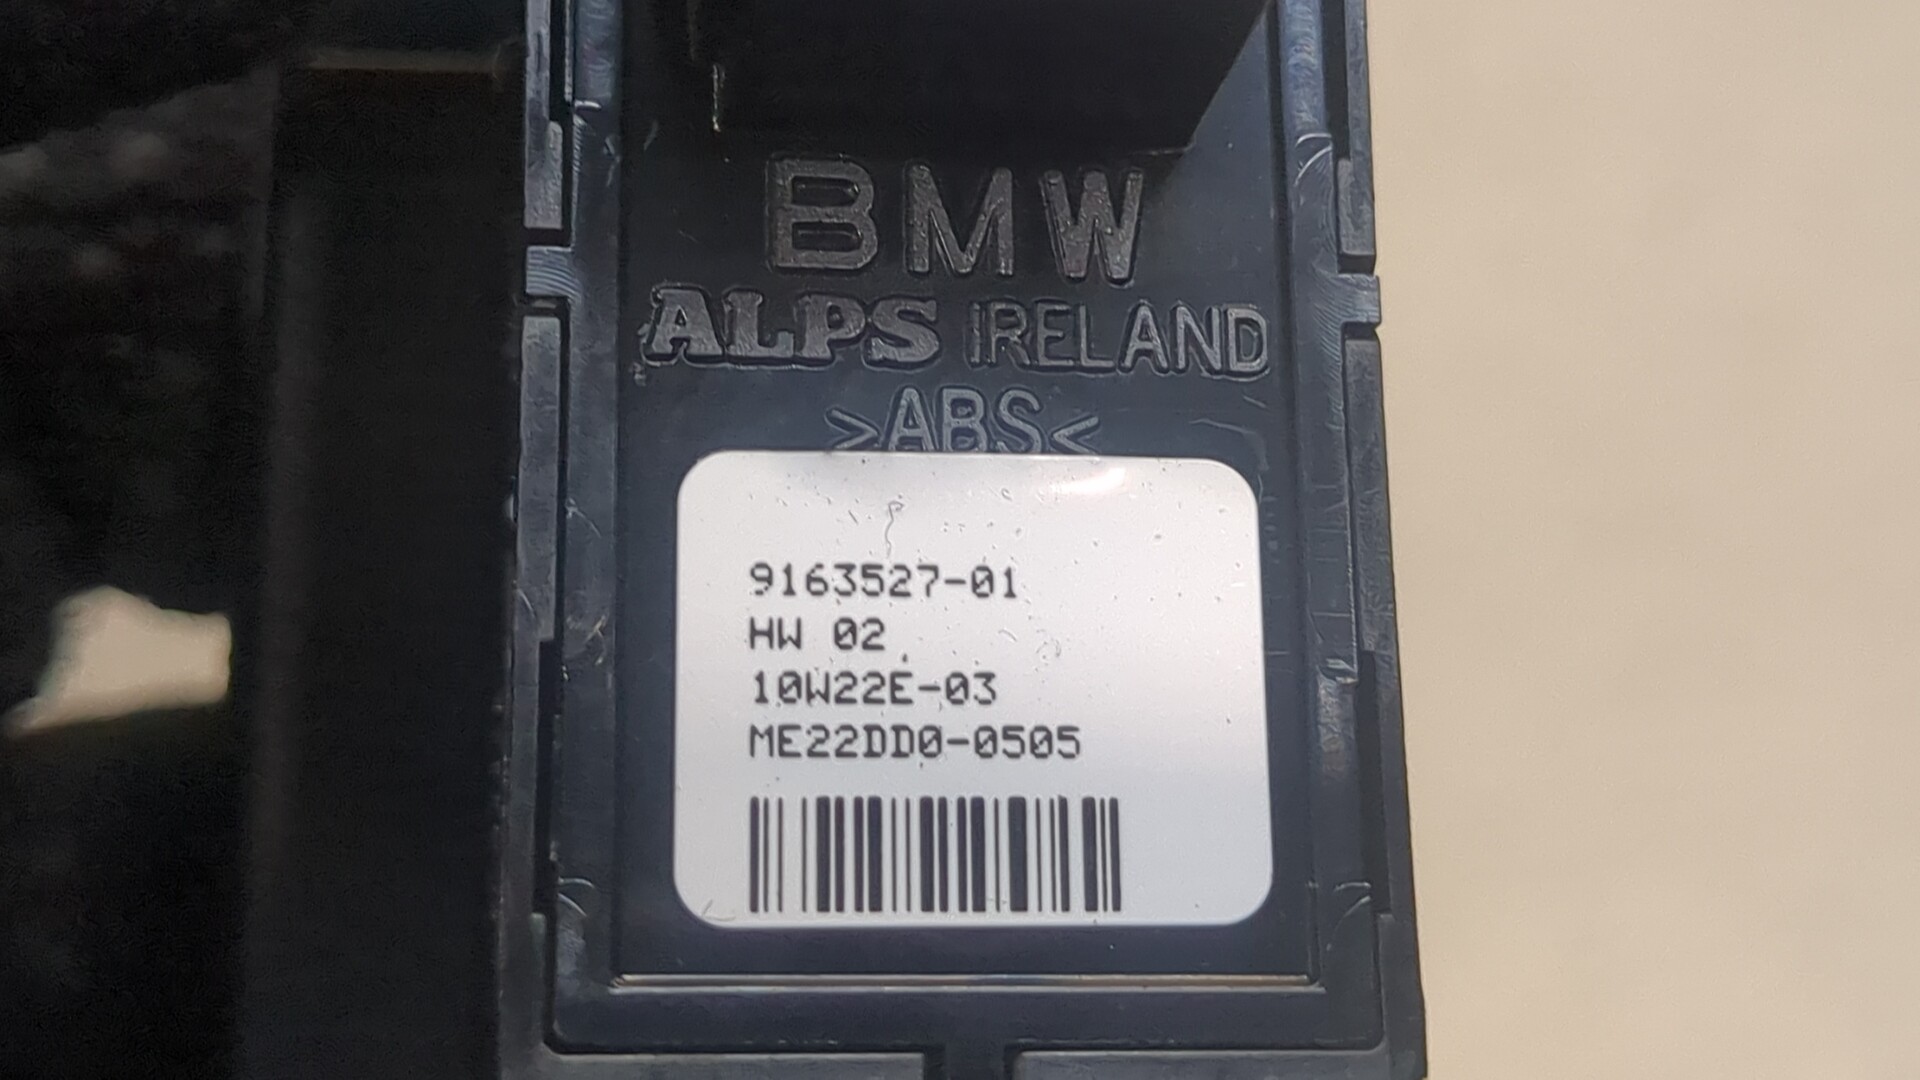 BMW
ALPS IRELAND
>ABS<
9163527-01
HW 02
10W22E-03
ME22DD0-0505